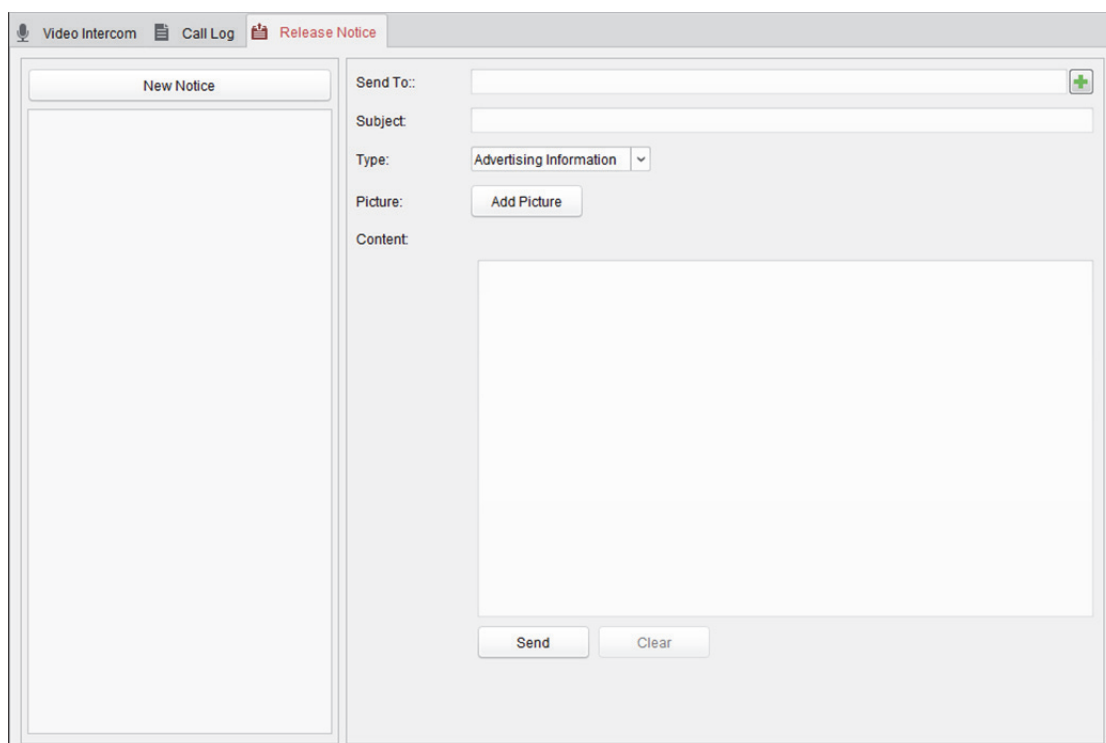 Video Intercom Call Log Release Notice
New Notice
Send To::
Subject:
Type: Advertising Information
Picture: Add Picture
Content:
Send Clear